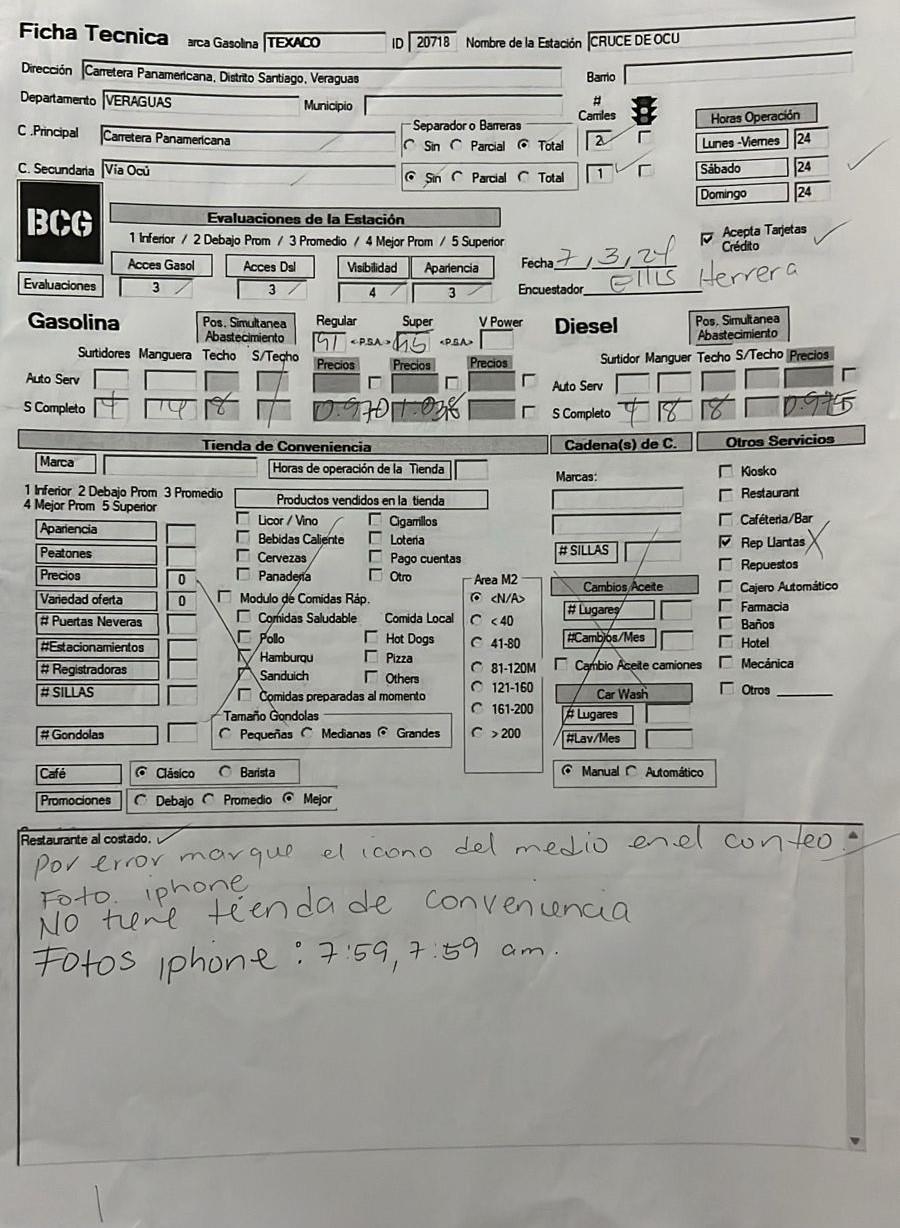 Ficha Tecnica arca Gasolina TEXACO ID 20718 Nombre de la Estación CRUCE DE OCU
Dirección Carretera Panamericana, Distrito Santiago, Veraguas Barrio
Departamento VERAGUAS Municipio # Carriles Horas Operación
C .Principal Carretera Panamericana Separador o Barreras Sin Parcial Total 2 Lunes -Viernes 24
C. Secundaria Vía Ocú Sin Parcial Total 1 Sábado 24
Domingo 24
BCG
Evaluaciones de la Estación
1 Inferior / 2 Debajo Prom / 3 Promedio / 4 Mejor Prom / 5 Superior
Acepta Tarjetas Crédito
Acces Gasol Acces Dsl Visibilidad Apariencia Fecha 7, 3, 24
Evaluaciones 3 3 4 3 Encuestador Ellis Herrera
Gasolina Pos. Simultanea Abastecimiento Regular Super V Power Diesel Pos. Simultanea Abastecimiento
91 <-P.S.A.-> 95 <-P.S.A.->
Surtidores Manguera Techo S/Techo Precios Precios Precios Surtidor Manguer Techo S/Techo Precios
Auto Serv Auto Serv
S Completo 4 8 0.970 1.038 S Completo 4 8 8 0.975
Tienda de Conveniencia Cadena(s) de C. Otros Servicios
Marca Horas de operación de la Tienda
Marcas:
1 Inferior 2 Debajo Prom 3 Promedio
4 Mejor Prom 5 Superior
Productos vendidos en la tienda
Apariencia
Peatones
Precios 0
Variedad oferta 0
# Puertas Neveras
#Estacionamientos
# Registradoras
# SILLAS
# Gondolas
Licor / Vino Cigarrillos
Bebidas Caliente Loteria
Cervezas Pago cuentas
Panadería Otro
Modulo de Comidas Ráp.
Comidas Saludable Comida Local
Pollo Hot Dogs
Hamburqu Pizza
Sanduich Others
Comidas preparadas al momento
Tamaño Gondolas
Pequeñas Medianas Grandes
Area M2
<N/A>
< 40
41-80
81-120M
121-160
161-200
> 200
# SILLAS
Cambios Aceite
# Lugares
#Cambios/Mes
Cambio Aceite camiones
Car Wash
# Lugares
#Lav/Mes
Manual Automático
Kiosko
Restaurant
Caféteria/Bar
Rep Llantas
Repuestos
Cajero Automático
Farmacia
Baños
Hotel
Mecánica
Otros
Café Clásico Barista
Promociones Debajo Promedio Mejor
Restaurante al costado.
Por error marque el icono del medio en el conteo.
Foto. iphone
NO tiene tienda de conveniencia
Fotos iphone : 7:59, 7:59 am.